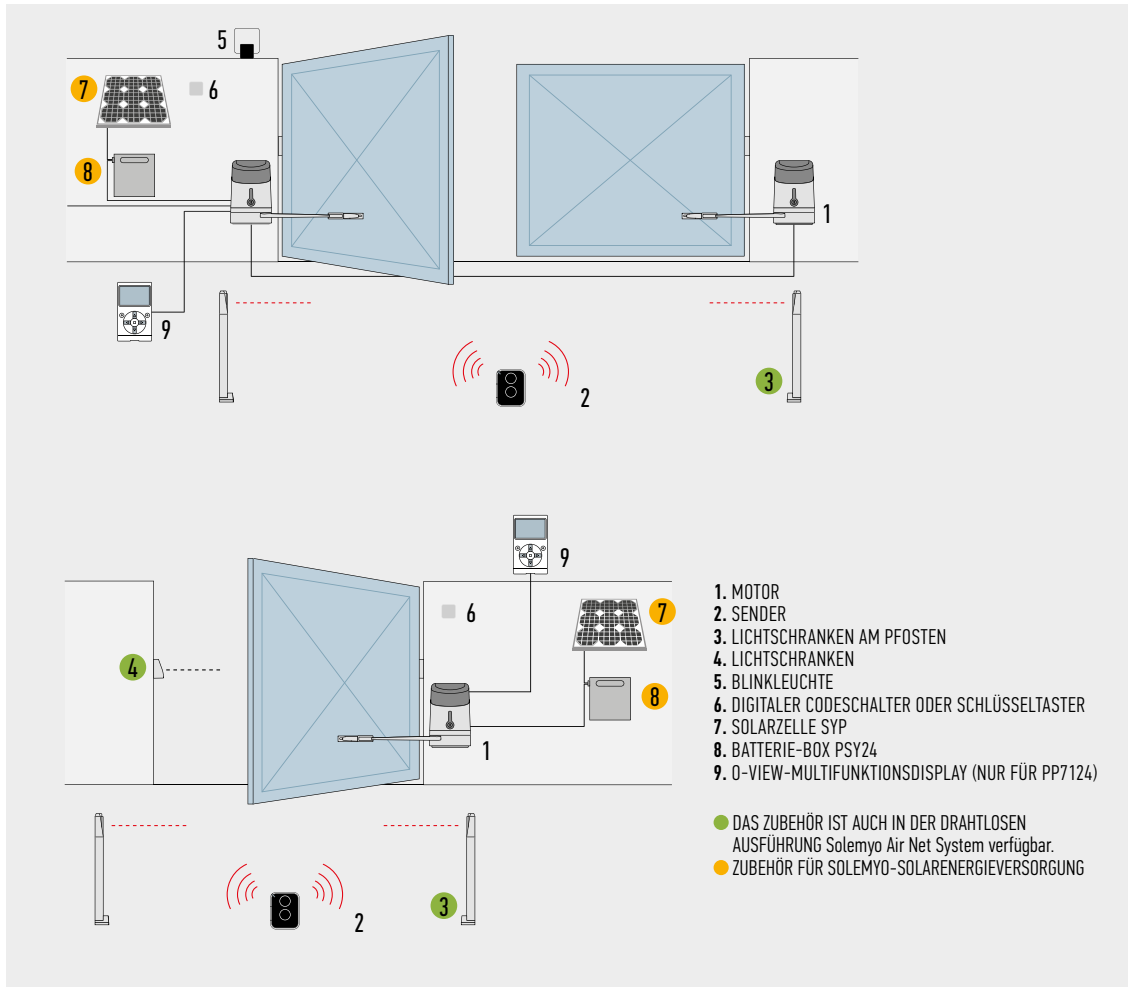 5
7
6
8
1
9
3
2
9
6
7
4
8
1
3
2
1. MOTOR
2. SENDER
3. LICHTSCHRANKEN AM PFOSTEN
4. LICHTSCHRANKEN
5. BLINKLEUCHTE
6. DIGITALER CODESCHALTER ODER SCHLÜSSELTASTER
7. SOLARZELLE SYP
8. BATTERIE-BOX PSY24
9. O-VIEW-MULTIFUNKTIONSDISPLAY (NUR FÜR PP7124)
DAS ZUBEHÖR IST AUCH IN DER DRAHTLOSEN
AUSFÜHRUNG Solemyo Air Net System verfügbar.
ZUBEHÖR FÜR SOLEMYO-SOLARENERGIEVERSORGUNG